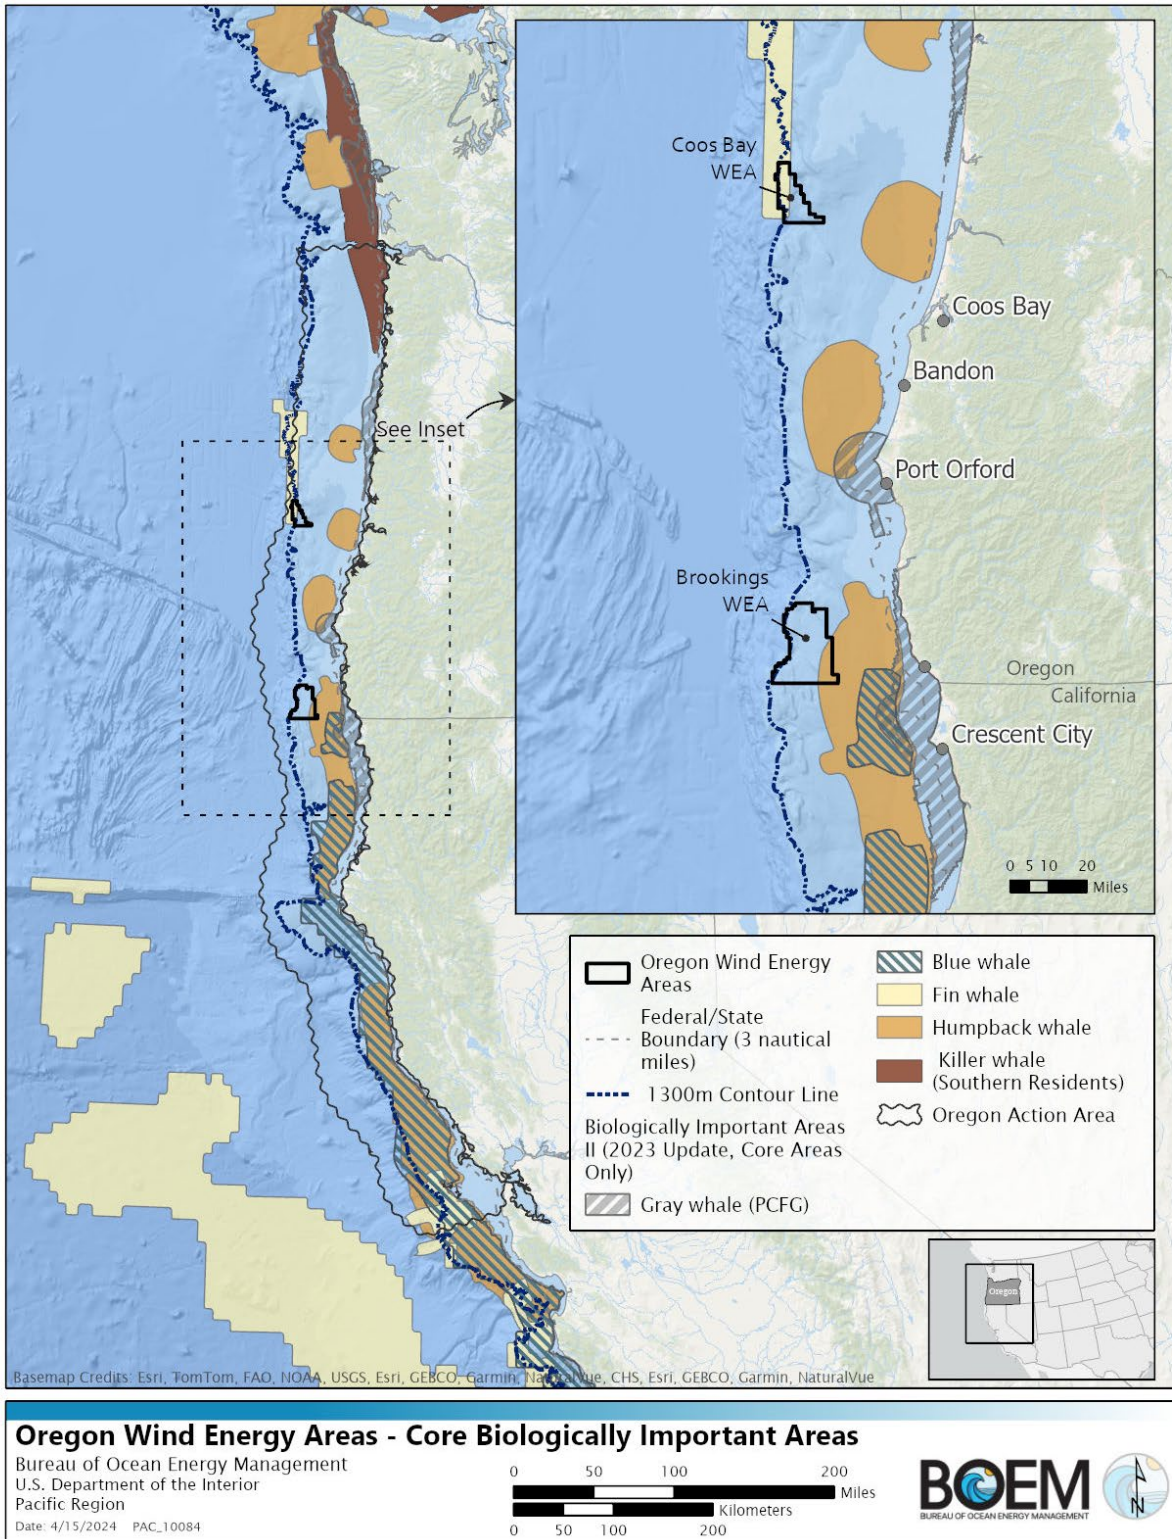 Coos Bay
WEA
Coos Bay
Bandon
See Inset
Port Orford
Brookings
WEA
Oregon
California
Crescent City
0 5 10 20
Miles
Oregon Wind Energy
Areas
Federal/State
Boundary (3 nautical
miles)
1300m Contour Line
Biologically Important Areas
II (2023 Update, Core Areas
Only)
Gray whale (PCFG)
Blue whale
Fin whale
Humpback whale
Killer whale
(Southern Residents)
Oregon Action Area
Oregon
Basemap Credits: Esri, TomTom, FAO, NOAA, USGS, Esri, GEBCO, Garmin, NaturalVue, CHS, Esri, GEBCO, Garmin, NaturalVue
Oregon Wind Energy Areas - Core Biologically Important Areas
Bureau of Ocean Energy Management
U.S. Department of the Interior
Pacific Region
Date: 4/15/2024 PAC_10084
0 50 100 200
Miles
Kilometers
0 50 100 200
BOEM
BUREAU OF OCEAN ENERGY MANAGEMENT
N